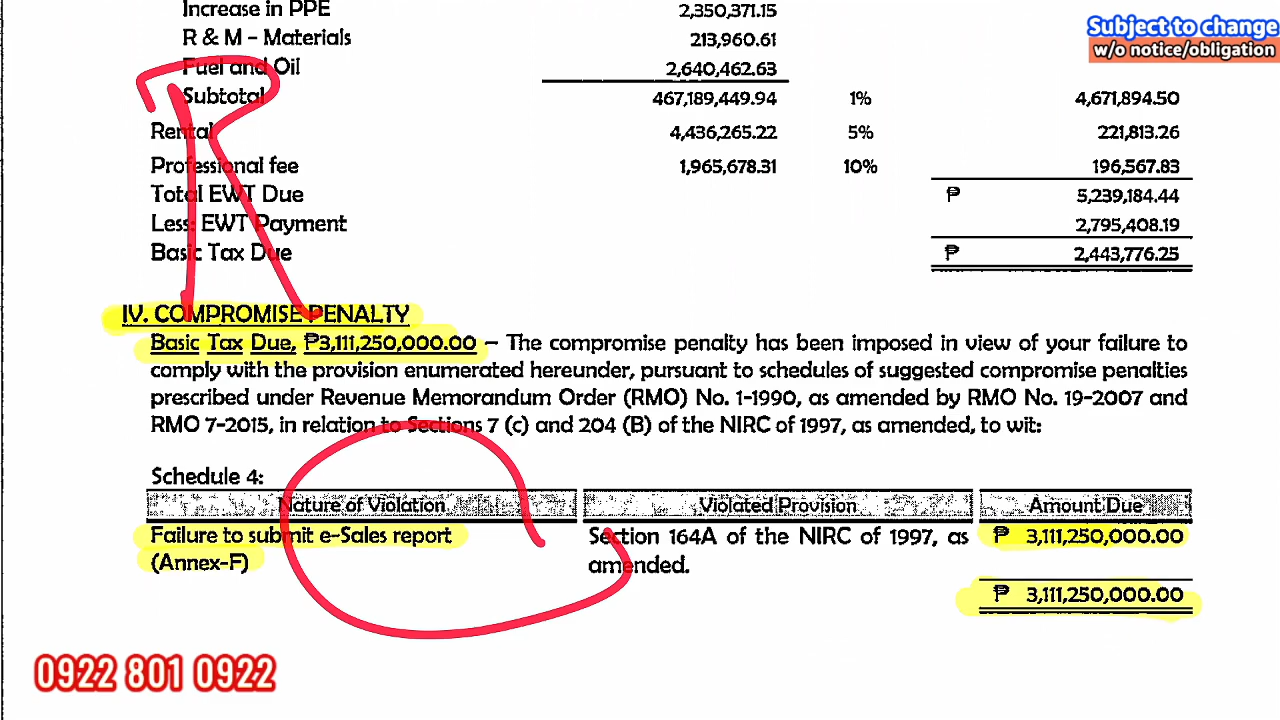 Increase in PPE 2,350,371.15
Subject to change
w/o notice/obligation
R & M - Materials 213,960.61
Fuel and Oil 2,640,462.63
Subtotal 467,189,449.94 1% 4,671,894.50
Rental 4,436,265.22 5% 221,813.26
Professional fee 1,965,678.31 10% 196,567.83
Total EWT Due ₱ 5,239,184.44
Less: EWT Payment 2,795,408.19
Basic Tax Due ₱ 2,443,776.25
IV. COMPROMISE PENALTY
Basic Tax Due, ₱3,111,250,000.00 – The compromise penalty has been imposed in view of your failure to
comply with the provision enumerated hereunder, pursuant to schedules of suggested compromise penalties
prescribed under Revenue Memorandum Order (RMO) No. 1-1990, as amended by RMO No. 19-2007 and
RMO 7-2015, in relation to Sections 7 (c) and 204 (B) of the NIRC of 1997, as amended, to wit:
Schedule 4:
Nature of Violation Violated Provision Amount Due
Failure to submit e-Sales report Section 164A of the NIRC of 1997, as ₱ 3,111,250,000.00
(Annex-F) amended.
₱ 3,111,250,000.00
0922 801 0922